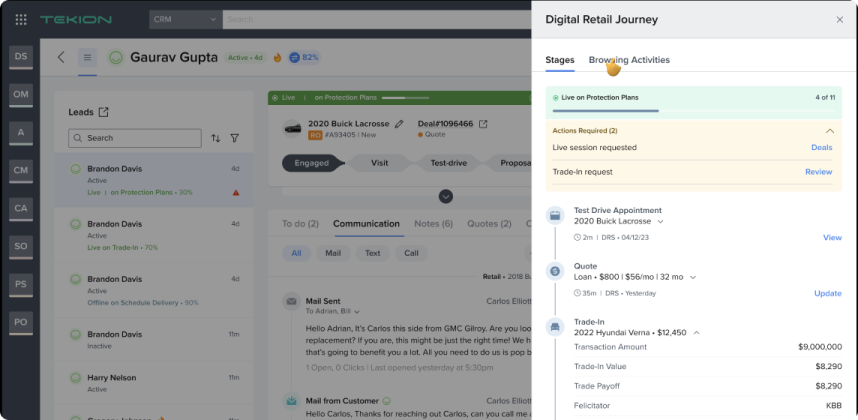 TEKION
CRM
Search
DS
OM
A
CM
CA
SO
PS
PO
Gaurav Gupta
Active • 4d
82%
Leads
Search
Brandon Davis
4d
Active
Live | on Protection Plans • 30%
Brandon Davis
4d
Active
Live on Trade-In • 70%
Brandon Davis
4d
Active
Offline on Schedule Delivery • 90%
Brandon Davis
11m
Inactive
Harry Nelson
11m
Active
Live | on Protection Plans
2020 Buick Lacrosse
RO #A93405 | New
Deal#1096466
Quote
Engaged
Visit
Test-drive
Proposa
To do (2)
Communication
Notes (6)
Quotes (2)
All
Mail
Text
Call
Retail • 2018 Bu
Mail Sent
Carlos Elliott
To Adrian, Bill
Hello Adrian, It's Carlos this side from GMC Gilroy. Are you loo
replacement? If you are, this might be just the right time! We h
that's going to benefit you a lot. All you need to do us is pop b
1 Open, 0 Clicks | Last opened yesterday at 5:30pm
Mail from Customer
Carlos Elliott
Hello Carlos, Thanks for reaching out Carlos, can you call me a
Digital Retail Journey
Stages
Browsing Activities
Live on Protection Plans
4 of 11
Actions Required (2)
Live session requested
Deals
Trade-In request
Review
Test Drive Appointment
2020 Buick Lacrosse
2m | DRS • 04/12/23
View
Quote
Loan • $800 | $56/mo | 32 mo
35m | DRS • Yesterday
Update
Trade-In
2022 Hyundai Verna • $12,450
Transaction Amount
$9,000,000
Trade-In Value
$8,290
Trade Payoff
$8,290
Felicitator
KBB